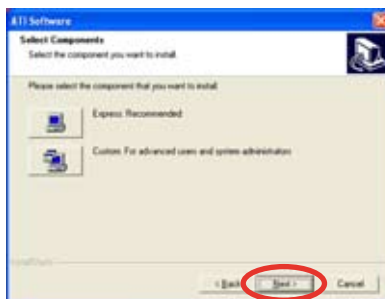 ATI Software
Select Components
Select the component you want to install.
Please select the component that you want to install
Express: Recommended
Custom: For advanced users and system administrators
< Back
Next >
Cancel